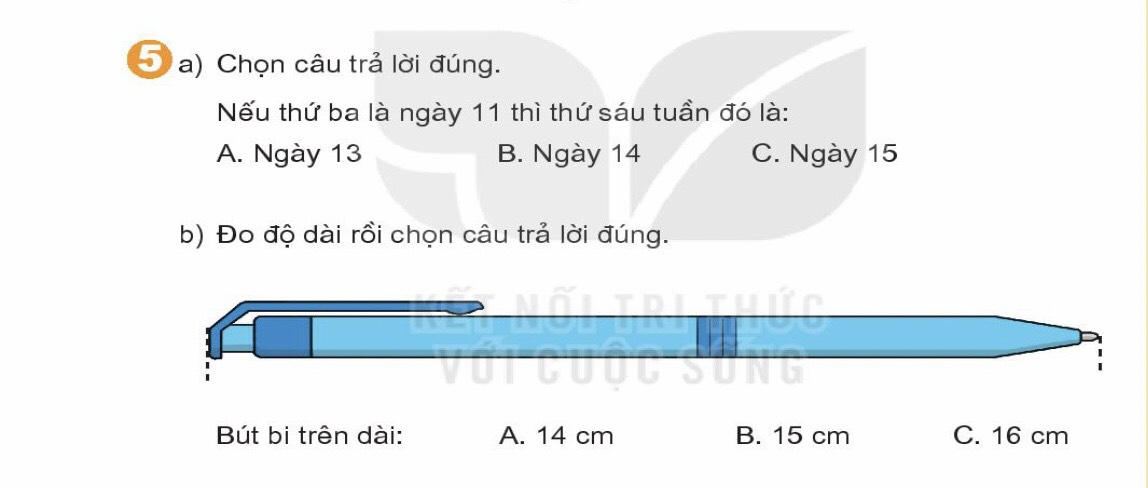 5 a) Chọn câu trả lời đúng.
Nếu thứ ba là ngày 11 thì thứ sáu tuần đó là:
A. Ngày 13 B. Ngày 14 C. Ngày 15
b) Đo độ dài rồi chọn câu trả lời đúng.
KẾT NỐI TRI THỨC
VỚI CUỘC SỐNG
Bút bi trên dài: A. 14 cm B. 15 cm C. 16 cm